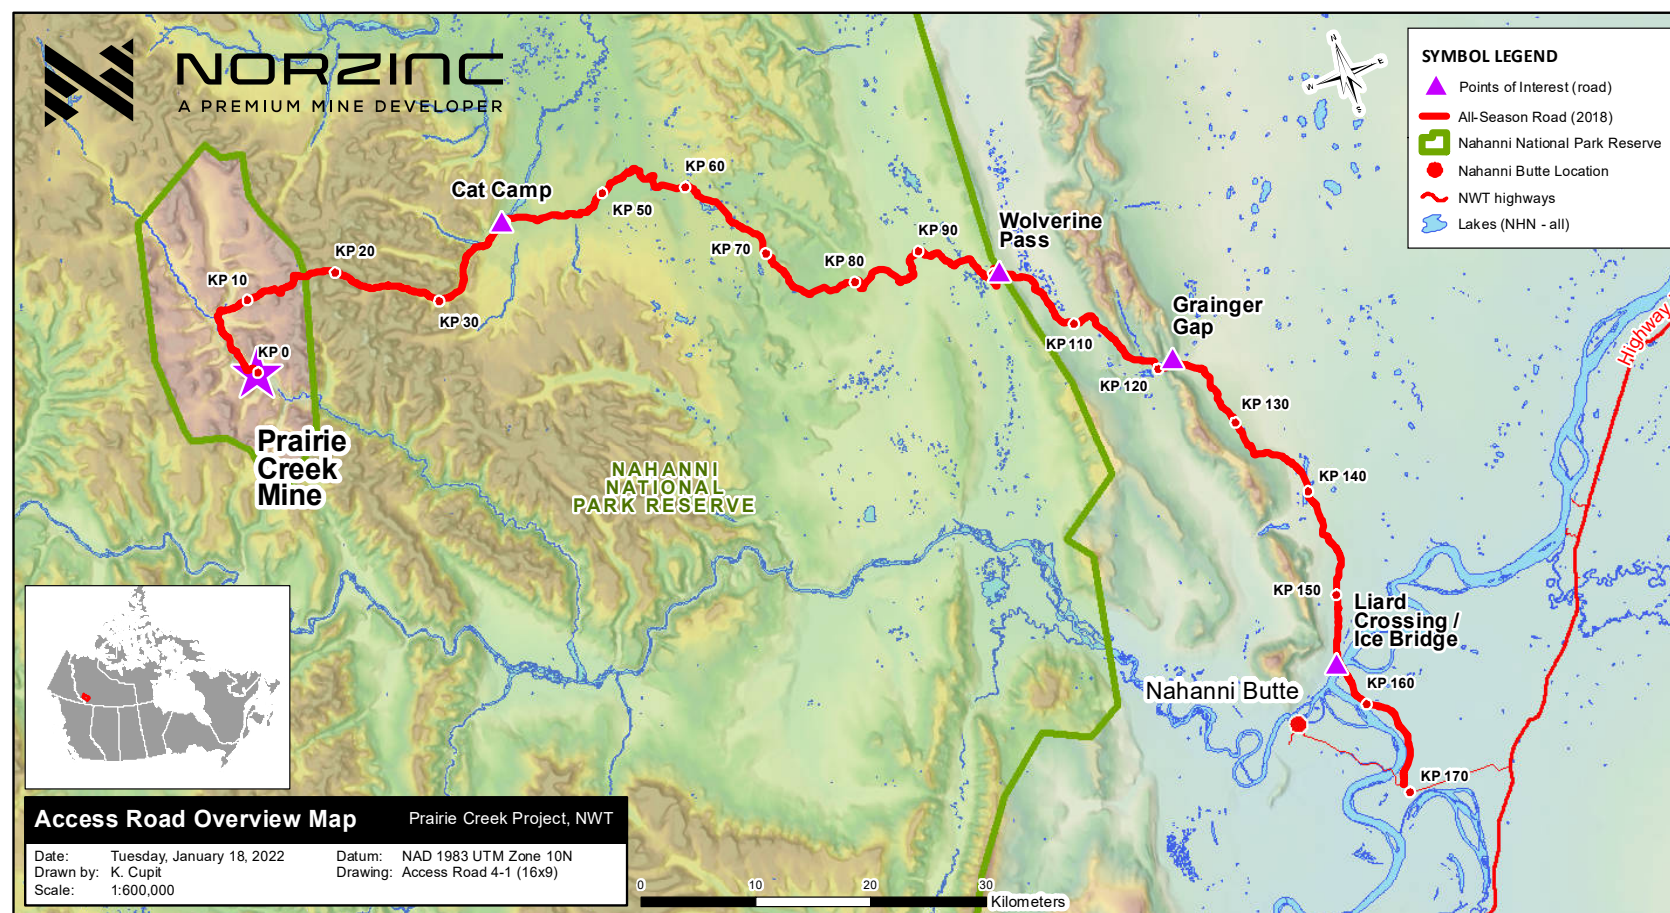 NORZINC
A PREMIUM MINE DEVELOPER
N
E
W
S
SYMBOL LEGEND
Points of Interest (road)
All-Season Road (2018)
Nahanni National Park Reserve
Nahanni Butte Location
NWT highways
Lakes (NHN - all)
KP 0
KP 10
KP 20
KP 30
Cat Camp
KP 50
KP 60
KP 70
KP 80
KP 90
Wolverine
Pass
KP 110
Grainger
Gap
KP 120
KP 130
KP 140
KP 150
Liard
Crossing /
Ice Bridge
KP 160
KP 170
Nahanni Butte
Highway
Prairie
Creek
Mine
NAHANNI
NATIONAL
PARK RESERVE
Access Road Overview Map Prairie Creek Project, NWT
Date: Tuesday, January 18, 2022 Datum: NAD 1983 UTM Zone 10N
Drawn by: K. Cupit Drawing: Access Road 4-1 (16x9)
Scale: 1:600,000
0 10 20 30
Kilometers